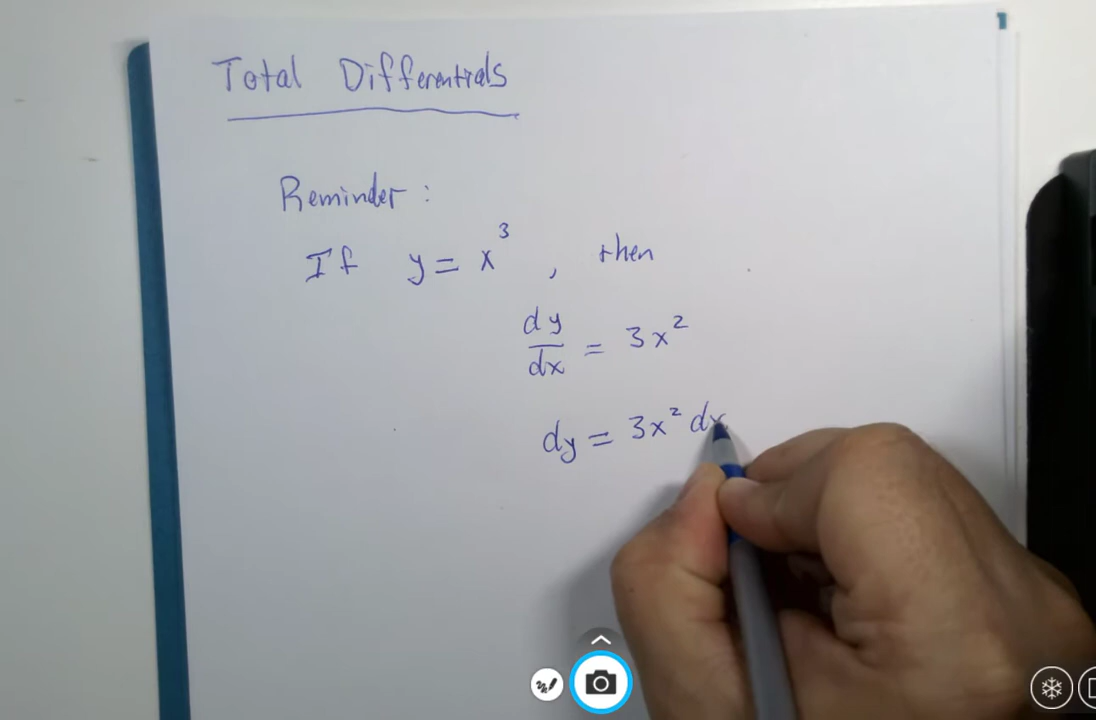 Total Differentials
Reminder :
If y = x³ , then
dy/dx = 3x²
dy = 3x² dx